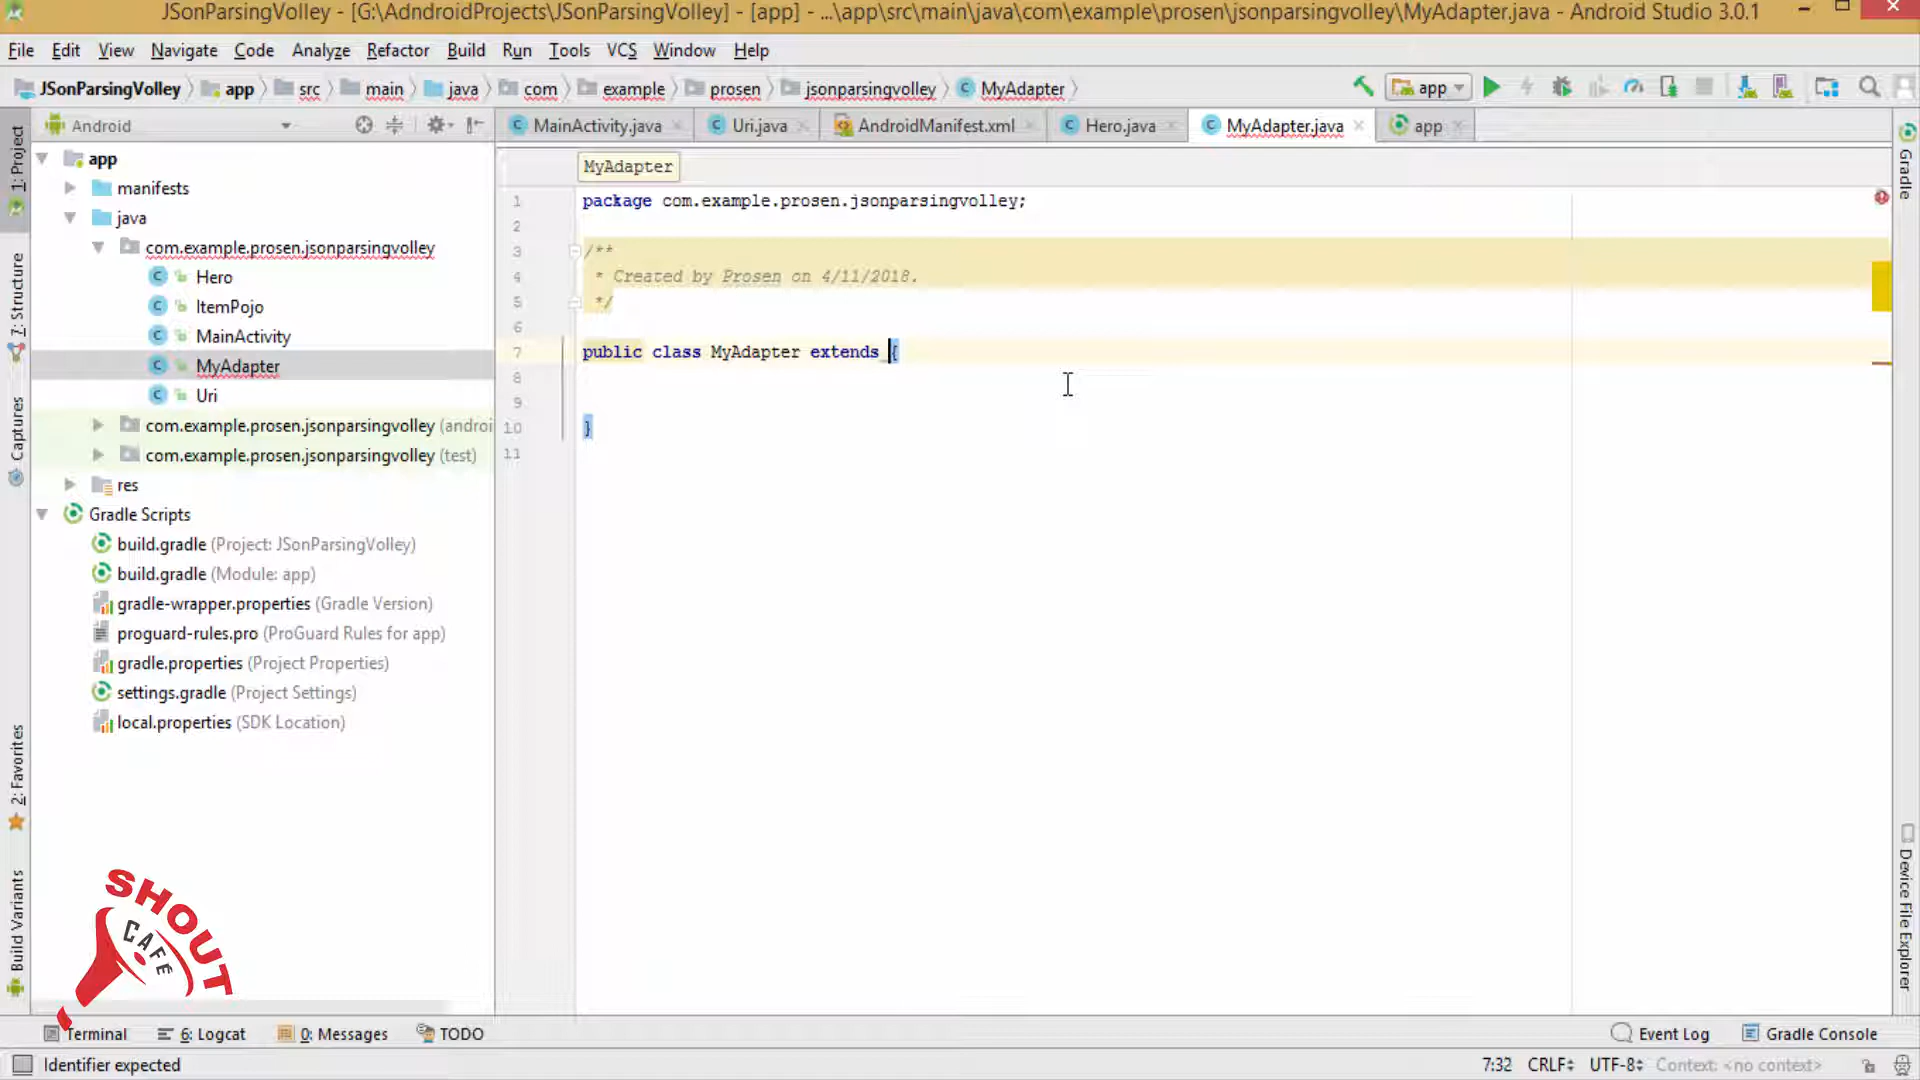 JSonParsingVolley - [G:\AdndroidProjects\JSonParsingVolley] - [app] - ...\app\src\main\java\com\example\prosen\jsonparsingvolley\MyAdapter.java - Android Studio 3.0.1
File Edit View Navigate Code Analyze Refactor Build Run Tools VCS Window Help
JSonParsingVolley app src main java com example prosen jsonparsingvolley MyAdapter app
Android MainActivity.java Uri.java AndroidManifest.xml Hero.java MyAdapter.java app
1: Project
7: Structure
Captures
2: Favorites
Build Variants
app
manifests
java
com.example.prosen.jsonparsingvolley
Hero
ItemPojo
MainActivity
MyAdapter
Uri
com.example.prosen.jsonparsingvolley (androi
com.example.prosen.jsonparsingvolley (test)
res
Gradle Scripts
build.gradle (Project: JSonParsingVolley)
build.gradle (Module: app)
gradle-wrapper.properties (Gradle Version)
proguard-rules.pro (ProGuard Rules for app)
gradle.properties (Project Properties)
settings.gradle (Project Settings)
local.properties (SDK Location)
MyAdapter
1 package com.example.prosen.jsonparsingvolley;
2
3 /**
4 * Created by Prosen on 4/11/2018.
5 */
6
7 public class MyAdapter extends {
8
9
10 }
11
Gradle
Device File Explorer
SHOUT
CAFE
Terminal 6: Logcat 0: Messages TODO Event Log Gradle Console
Identifier expected 7:32 CRLF UTF-8 Context: <no context>